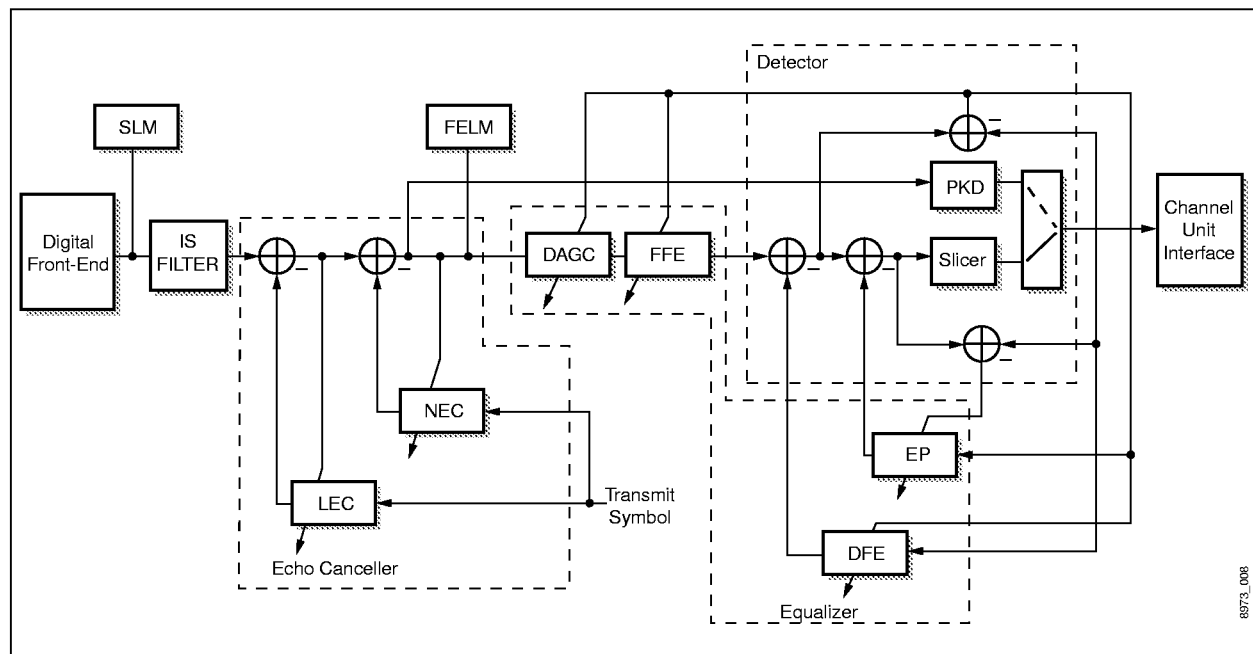 Detector
SLM
FELM
PKD
Digital
Front-End
IS
FILTER
DAGC
FFE
Slicer
Channel
Unit
Interface
NEC
EP
LEC
Transmit
Symbol
DFE
Echo Canceller
Equalizer
8973_008